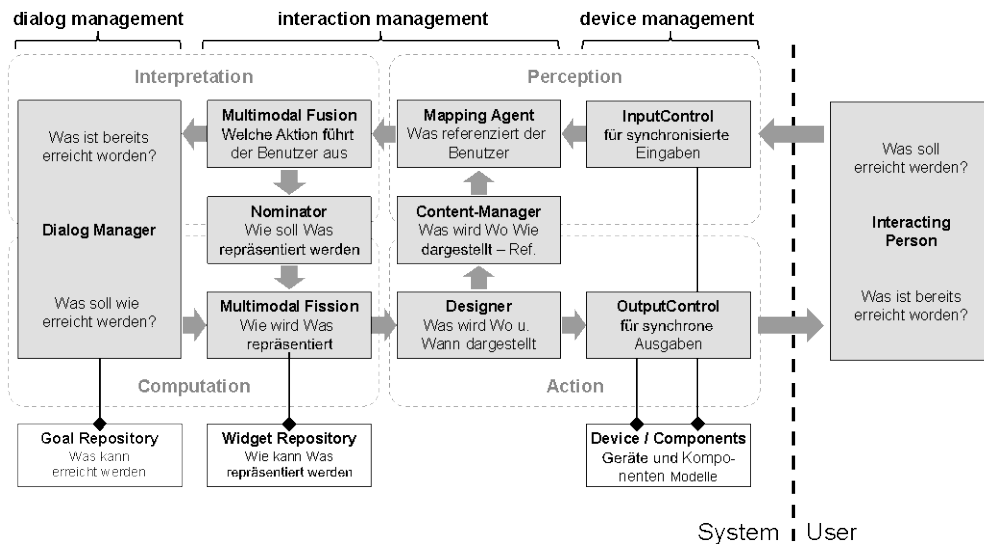 dialog management
interaction management
device management
Interpretation
Perception
Was ist bereits
erreicht worden?
Dialog Manager
Was soll wie
erreicht werden?
Multimodal Fusion
Welche Aktion führt
der Benutzer aus
Mapping Agent
Was referenziert der
Benutzer
InputControl
für synchronisierte
Eingaben
Was soll
erreicht werden?
Interacting
Person
Was ist bereits
erreicht worden?
Nominator
Wie soll Was
repräsentiert werden
Content-Manager
Was wird Wo Wie
dargestellt – Ref.
Multimodal Fission
Wie wird Was
repräsentiert
Designer
Was wird Wo u.
Wann dargestellt
OutputControl
für synchrone
Ausgaben
Computation
Action
Goal Repository
Was kann
erreicht werden
Widget Repository
Wie kann Was
repräsentiert werden
Device / Components
Geräte und Kompo-
nenten Modelle
System
User